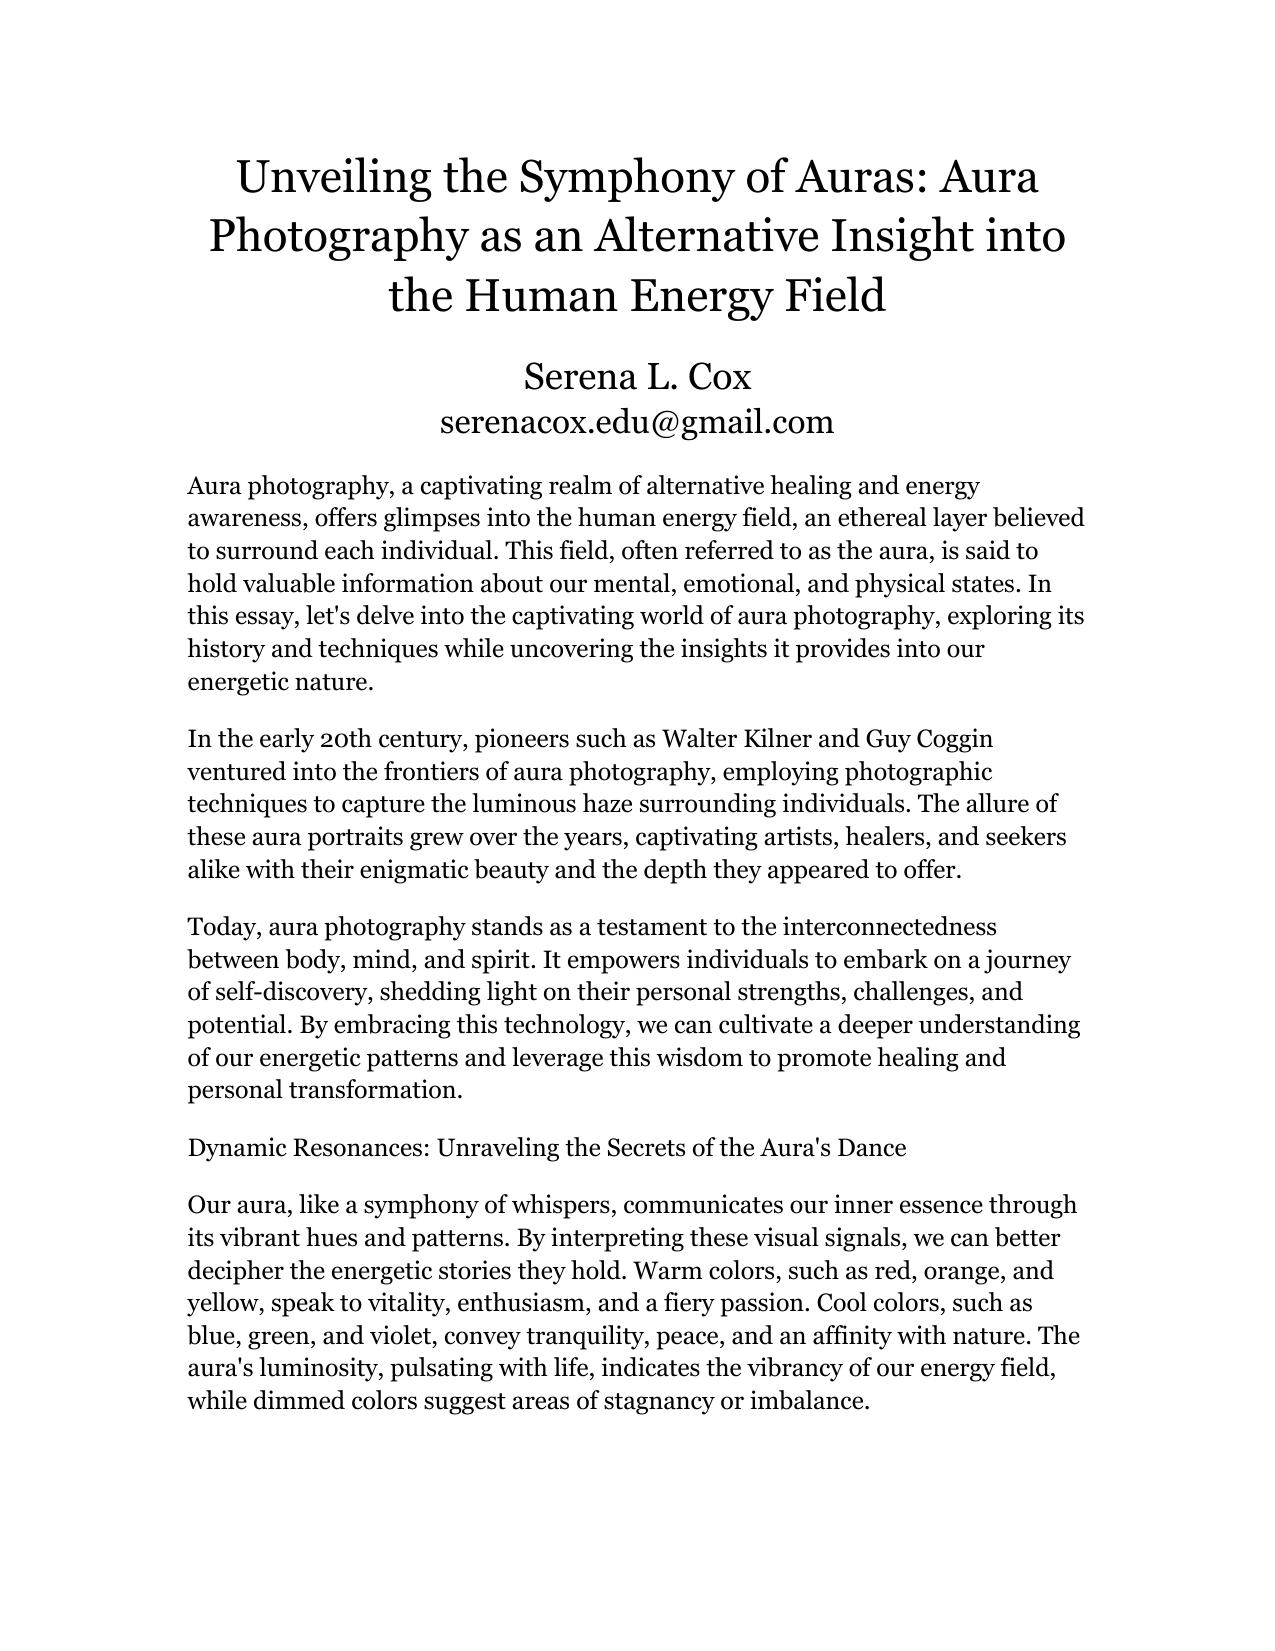 Unveiling the Symphony of Auras: Aura
Photography as an Alternative Insight into
the Human Energy Field
Serena L. Cox
serenacox.edu@gmail.com
Aura photography, a captivating realm of alternative healing and energy
awareness, offers glimpses into the human energy field, an ethereal layer believed
to surround each individual. This field, often referred to as the aura, is said to
hold valuable information about our mental, emotional, and physical states. In
this essay, let's delve into the captivating world of aura photography, exploring its
history and techniques while uncovering the insights it provides into our
energetic nature.
In the early 20th century, pioneers such as Walter Kilner and Guy Coggin
ventured into the frontiers of aura photography, employing photographic
techniques to capture the luminous haze surrounding individuals. The allure of
these aura portraits grew over the years, captivating artists, healers, and seekers
alike with their enigmatic beauty and the depth they appeared to offer.
Today, aura photography stands as a testament to the interconnectedness
between body, mind, and spirit. It empowers individuals to embark on a journey
of self-discovery, shedding light on their personal strengths, challenges, and
potential. By embracing this technology, we can cultivate a deeper understanding
of our energetic patterns and leverage this wisdom to promote healing and
personal transformation.
Dynamic Resonances: Unraveling the Secrets of the Aura's Dance
Our aura, like a symphony of whispers, communicates our inner essence through
its vibrant hues and patterns. By interpreting these visual signals, we can better
decipher the energetic stories they hold. Warm colors, such as red, orange, and
yellow, speak to vitality, enthusiasm, and a fiery passion. Cool colors, such as
blue, green, and violet, convey tranquility, peace, and an affinity with nature. The
aura's luminosity, pulsating with life, indicates the vibrancy of our energy field,
while dimmed colors suggest areas of stagnancy or imbalance.